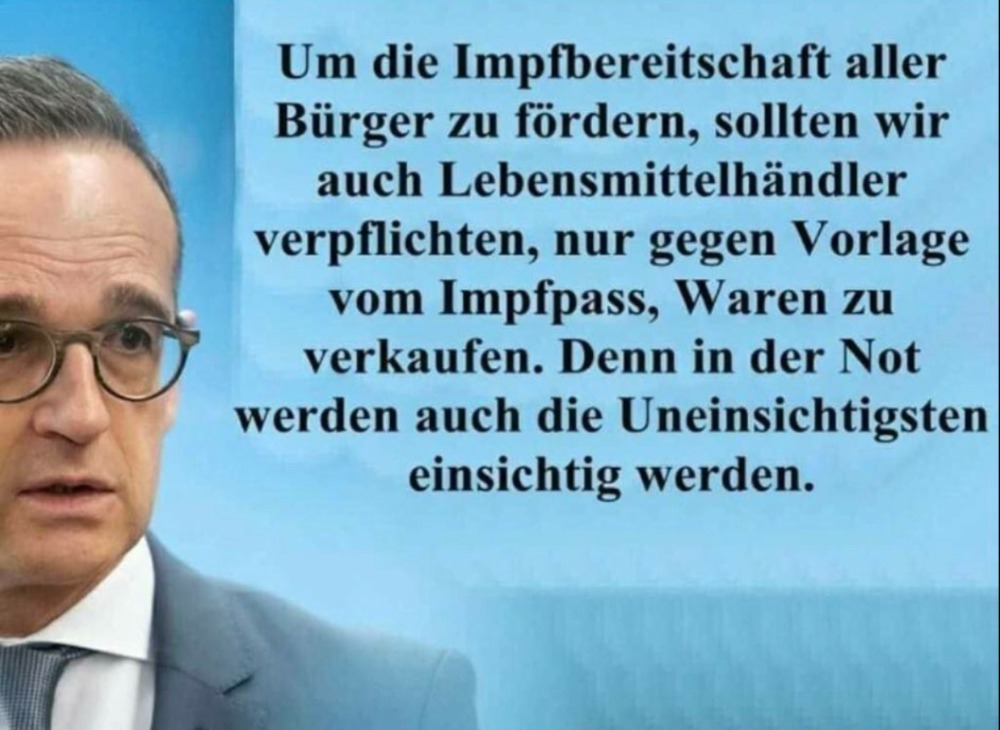 Um die Impfbereitschaft aller
Bürger zu fördern, sollten wir
auch Lebensmittelhändler
verpflichten, nur gegen Vorlage
vom Impfpass, Waren zu
verkaufen. Denn in der Not
werden auch die Uneinsichtigsten
einsichtig werden.